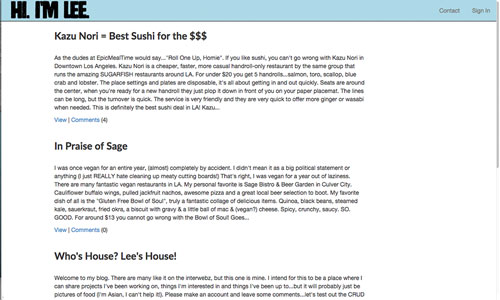 HI. I'M LEE.
Contact Sign In
Kazu Nori = Best Sushi for the $$$
As the dudes at EpicMealTime would say..."Roll One Up, Homie". If you like sushi, you can't go wrong with Kazu Nori in
Downtown Los Angeles. Kazu Nori is a cheaper, faster, more casual handroll-only restaurant by the same group that
runs the amazing SUGARFISH restaurants around LA. For under $20 you get 5 handrolls...salmon, toro, scallop, blue
crab and lobster. The place settings and plates are disposable, it's all about getting in and out quickly. Seats are around
the center, when you're ready for a new handroll they just plop it down in front of you on your paper placemat. The lines
can be long, but the turnover is quick. The service is very friendly and they are very quick to offer more ginger or wasabi
when needed. This is definitely the best sushi deal in LA! Kazu...
View | Comments (4)
In Praise of Sage
I was once vegan for an entire year, (almost) completely by accident. I didn't mean it as a big political statement or
anything (I just REALLY hate cleaning up meaty cutting boards!) That's right, I was vegan for a year out of laziness.
There are many fantastic vegan restaurants in LA. My personal favorite is Sage Bistro & Beer Garden in Culver City.
Cauliflower buffalo wings, pulled jackfruit nachos, awesome pizza and a great local beer selection to boot. My favorite
dish of all is the "Gluten Free Bowl of Soul", truly a fantastic collage of delicious items. Quinoa, black beans, steamed
kale, sauerkraut, fried okra, a biscuit with gravy & a little ball of mac & (vegan?) cheese. Spicy, crunchy, saucy. SO.
GOOD. For around $13 you cannot go wrong with the Bowl of Soul! Goes...
View | Comments (0)
Who's House? Lee's House!
Welcome to my blog. There are many like it on the interwebz, but this one is mine. I intend for this to be a place where I
can share projects I've been working on, things I'm interested in and things I've been up to...but it will probably just be
pictures of food (I'm Asian, I can't help it!). Please make an account and leave some comments...let's test out the CRUD